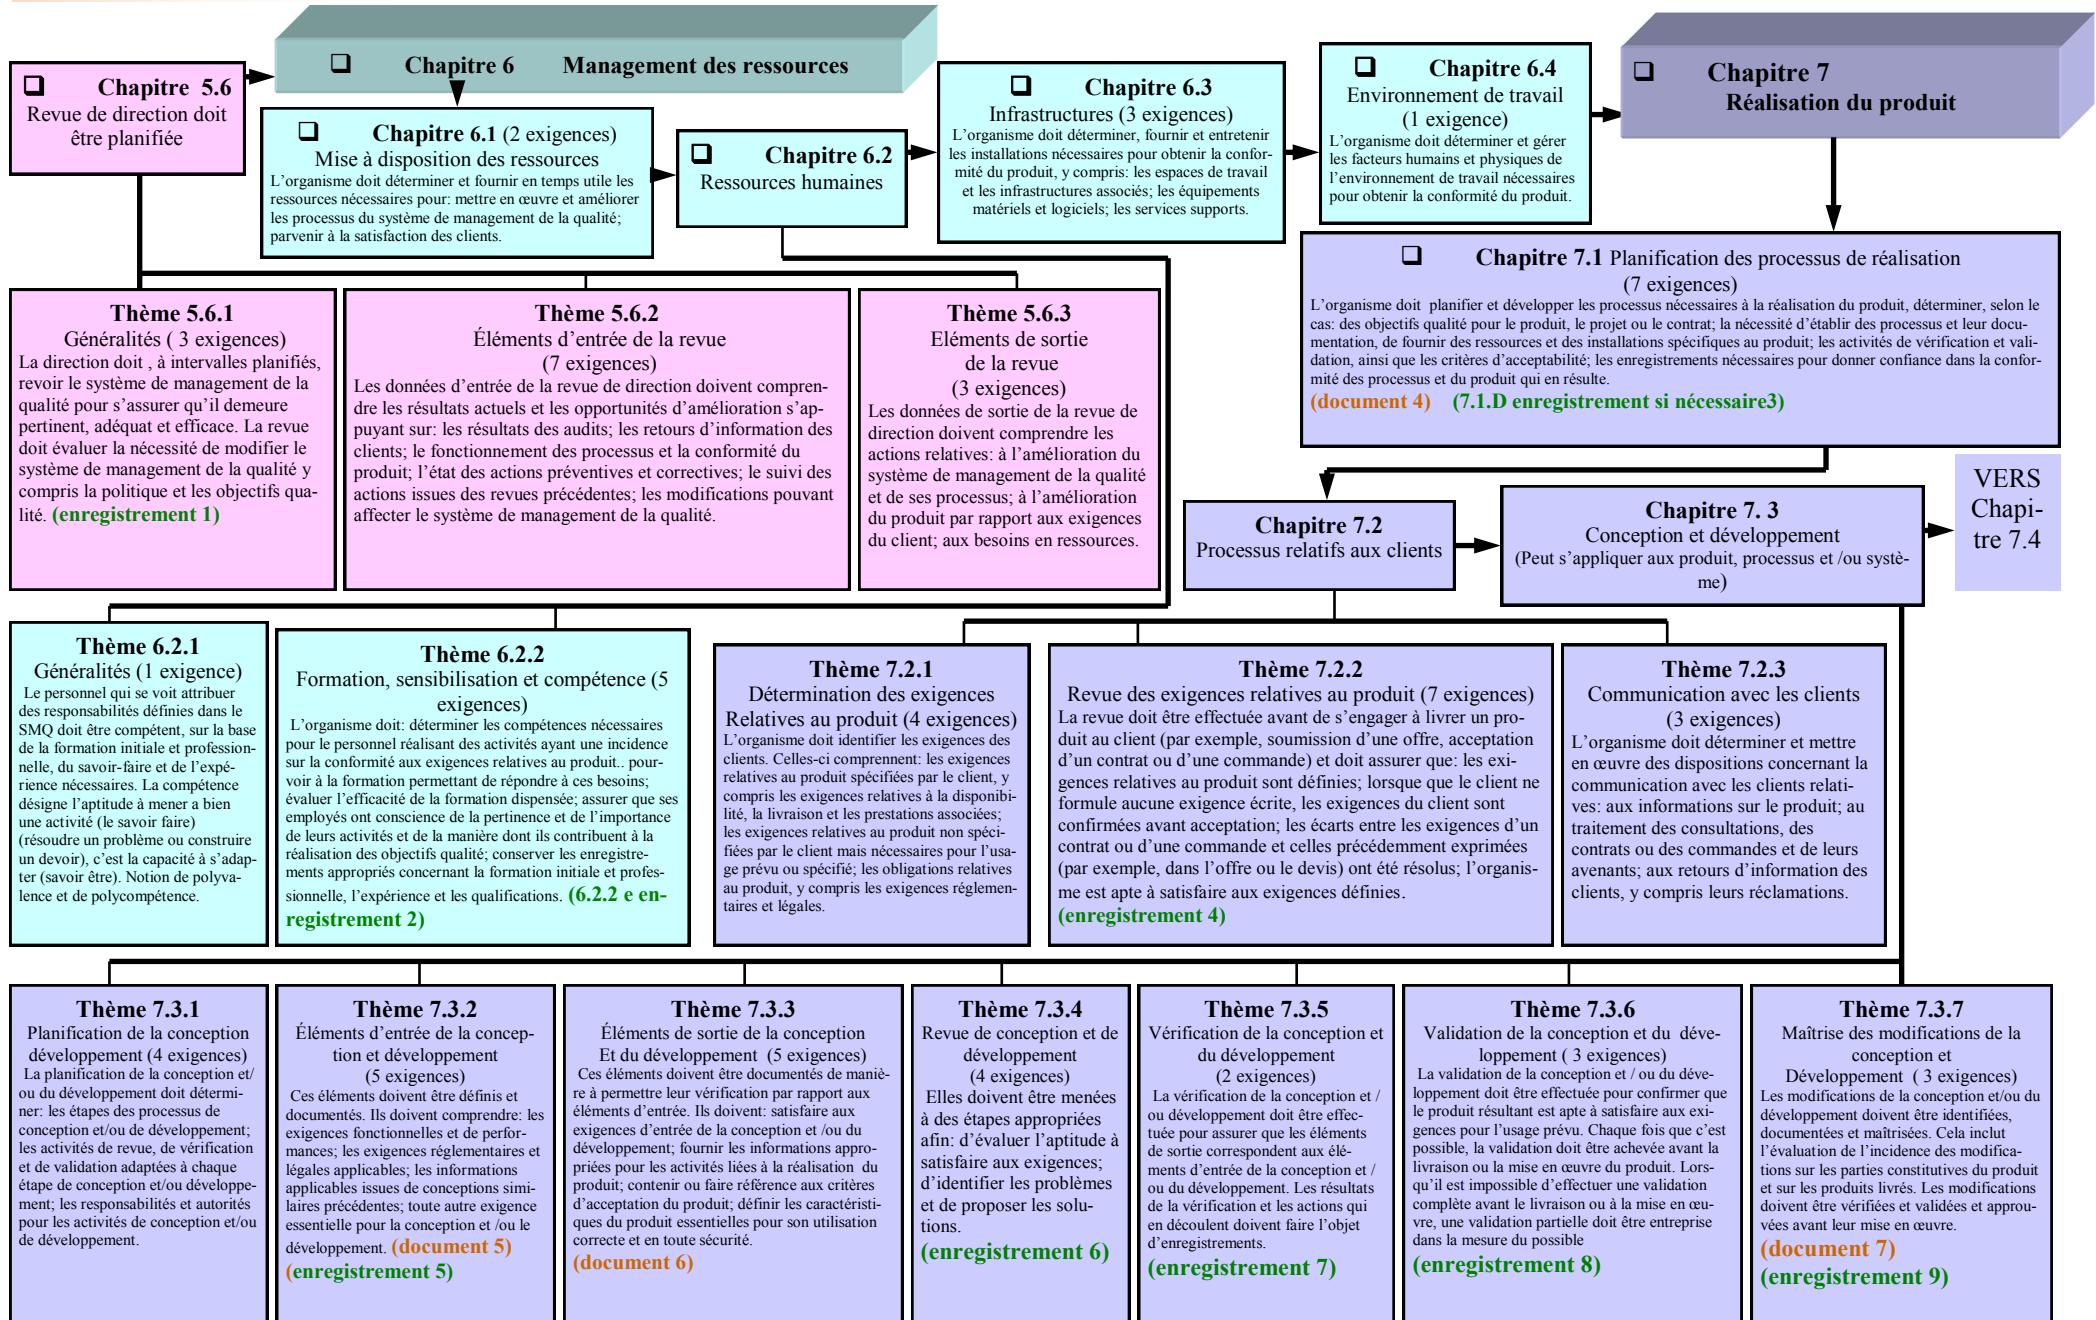 ❑ Chapitre 5.6
Revue de direction doit
être planifiée
❑ Chapitre 6 Management des ressources
❑ Chapitre 6.1 (2 exigences)
Mise à disposition des ressources
L'organisme doit déterminer et fournir en temps utile les
ressources nécessaires pour: mettre en œuvre et améliorer
les processus du système de management de la qualité;
parvenir à la satisfaction des clients.
❑ Chapitre 6.2
Ressources humaines
❑ Chapitre 6.3
Infrastructures (3 exigences)
L'organisme doit déterminer, fournir et entretenir
les installations nécessaires pour obtenir la confor-
mité du produit, y compris: les espaces de travail
et les infrastructures associés; les équipements
matériels et logiciels; les services supports.
❑ Chapitre 6.4
Environnement de travail
(1 exigence)
L'organisme doit déterminer et gérer
les facteurs humains et physiques de
l'environnement de travail nécessaires
pour obtenir la conformité du produit.
❑ Chapitre 7
Réalisation du produit
❑ Chapitre 7.1 Planification des processus de réalisation
(7 exigences)
L'organisme doit planifier et développer les processus nécessaires à la réalisation du produit, déterminer, selon le
cas: des objectifs qualité pour le produit, le projet ou le contrat; la nécessité d'établir des processus et leur docu-
mentation, de fournir des ressources et des installations spécifiques au produit; les activités de vérification et vali-
dation, ainsi que les critères d'acceptabilité; les enregistrements nécessaires pour donner confiance dans la confor-
mité des processus et du produit qui en résulte.
(document 4) (7.1.D enregistrement si nécessaire3)
Thème 5.6.1
Généralités ( 3 exigences)
La direction doit , à intervalles planifiés,
revoir le système de management de la
qualité pour s'assurer qu'il demeure
pertinent, adéquat et efficace. La revue
doit évaluer la nécessité de modifier le
système de management de la qualité y
compris la politique et les objectifs qua-
lité. (enregistrement 1)
Thème 5.6.2
Éléments d'entrée de la revue
(7 exigences)
Les données d'entrée de la revue de direction doivent compren-
dre les résultats actuels et les opportunités d'amélioration s'ap-
puyant sur: les résultats des audits; les retours d'information des
clients; le fonctionnement des processus et la conformité du
produit; l'état des actions préventives et correctives; le suivi des
actions issues des revues précédentes; les modifications pouvant
affecter le système de management de la qualité.
Thème 5.6.3
Eléments de sortie
de la revue
(3 exigences)
Les données de sortie de la revue de
direction doivent comprendre les
actions relatives: à l'amélioration du
système de management de la qualité
et de ses processus; à l'amélioration
du produit par rapport aux exigences
du client; aux besoins en ressources.
Chapitre 7.2
Processus relatifs aux clients
Chapitre 7. 3
Conception et développement
(Peut s'appliquer aux produit, processus et /ou systè-
me)
VERS
Chapi-
tre 7.4
Thème 6.2.1
Généralités (1 exigence)
Le personnel qui se voit attribuer
des responsabilités définies dans le
SMQ doit être compétent, sur la base
de la formation initiale et profession-
nelle, du savoir-faire et de l'expé-
rience nécessaires. La compétence
désigne l'aptitude à mener a bien
une activité (le savoir faire)
(résoudre un problème ou construire
un devoir), c'est la capacité à s'adap-
ter (savoir être). Notion de polyva-
lence et de polycompétence.
Thème 6.2.2
Formation, sensibilisation et compétence (5
exigences)
L'organisme doit: déterminer les compétences nécessaires
pour le personnel réalisant des activités ayant une incidence
sur la conformité aux exigences relatives au produit.. pour-
voir à la formation permettant de répondre à ces besoins;
évaluer l'efficacité de la formation dispensée; assurer que ses
employés ont conscience de la pertinence et de l'importance
de leurs activités et de la manière dont ils contribuent à la
réalisation des objectifs qualité; conserver les enregistre-
ments appropriés concernant la formation initiale et profes-
sionnelle, l'expérience et les qualifications. (6.2.2 e en-
registrement 2)
Thème 7.2.1
Détermination des exigences
Relatives au produit (4 exigences)
L'organisme doit identifier les exigences des
clients. Celles-ci comprennent: les exigences
relatives au produit spécifiées par le client, y
compris les exigences relatives à la disponibi-
lité, la livraison et les prestations associées;
les exigences relatives au produit non spéci-
fiées par le client mais nécessaires pour l'usa-
ge prévu ou spécifié; les obligations relatives
au produit, y compris les exigences réglemen-
taires et légales.
Thème 7.2.2
Revue des exigences relatives au produit (7 exigences)
La revue doit être effectuée avant de s'engager à livrer un pro-
duit au client (par exemple, soumission d'une offre, acceptation
d'un contrat ou d'une commande) et doit assurer que: les exi-
gences relatives au produit sont définies; lorsque que le client ne
formule aucune exigence écrite, les exigences du client sont
confirmées avant acceptation; les écarts entre les exigences d'un
contrat ou d'une commande et celles précédemment exprimées
(par exemple, dans l'offre ou le devis) ont été résolus; l'organis-
me est apte à satisfaire aux exigences définies.
(enregistrement 4)
Thème 7.2.3
Communication avec les clients
(3 exigences)
L'organisme doit déterminer et mettre
en œuvre des dispositions concernant la
communication avec les clients relati-
ves: aux informations sur le produit; au
traitement des consultations, des
contrats ou des commandes et de leurs
avenants; aux retours d'information des
clients, y compris leurs réclamations.
Thème 7.3.1
Planification de la conception
développement (4 exigences)
La planification de la conception et/
ou du développement doit détermi-
ner: les étapes des processus de
conception et/ou de développement;
les activités de revue, de vérification
et de validation adaptées à chaque
étape de conception et/ou développe-
ment; les responsabilités et autorités
pour les activités de conception et/ou
de développement.
Thème 7.3.2
Éléments d'entrée de la concep-
tion et développement
(5 exigences)
Ces éléments doivent être définis et
documentés. Ils doivent comprendre: les
exigences fonctionnelles et de perfor-
mances; les exigences réglementaires et
légales applicables; les informations
applicables issues de conceptions simi-
laires précédentes; toute autre exigence
essentielle pour la conception et /ou le
développement. (document 5)
(enregistrement 5)
Thème 7.3.3
Éléments de sortie de la conception
Et du développement (5 exigences)
Ces éléments doivent être documentés de maniè-
re à permettre leur vérification par rapport aux
éléments d'entrée. Ils doivent: satisfaire aux
exigences d'entrée de la conception et /ou du
développement; fournir les informations appro-
priées pour les activités liées à la réalisation du
produit; contenir ou faire référence aux critères
d'acceptation du produit; définir les caractéristi-
ques du produit essentielles pour son utilisation
correcte et en toute sécurité.
(document 6)
Thème 7.3.4
Revue de conception et de
développement
(4 exigences)
Elles doivent être menées
à des étapes appropriées
afin: d'évaluer l'aptitude à
satisfaire aux exigences;
d'identifier les problèmes
et de proposer les solu-
tions.
(enregistrement 6)
Thème 7.3.5
Vérification de la conception et
du développement
(2 exigences)
La vérification de la conception et /
ou développement doit être effec-
tuée pour assurer que les éléments
de sortie correspondent aux élé-
ments d'entrée de la conception et /
ou du développement. Les résultats
de la vérification et les actions qui
en découlent doivent faire l'objet
d'enregistrements.
(enregistrement 7)
Thème 7.3.6
Validation de la conception et du déve-
loppement ( 3 exigences)
La validation de la conception et / ou du déve-
loppement doit être effectuée pour confirmer que
le produit résultant est apte à satisfaire aux exi-
gences pour l'usage prévu. Chaque fois que c'est
possible, la validation doit être achevée avant la
livraison ou la mise en œuvre du produit. Lors-
qu'il est impossible d'effectuer une validation
complète avant le livraison ou à la mise en œu-
vre, une validation partielle doit être entreprise
dans la mesure du possible
(enregistrement 8)
Thème 7.3.7
Maîtrise des modifications de la
conception et
Développement ( 3 exigences)
Les modifications de la conception et/ou du
développement doivent être identifiées,
documentées et maîtrisées. Cela inclut
l'évaluation de l'incidence des modifica-
tions sur les parties constitutives du produit
et sur les produits livrés. Les modifications
doivent être vérifiées et validées et approu-
vées avant leur mise en œuvre.
(document 7)
(enregistrement 9)